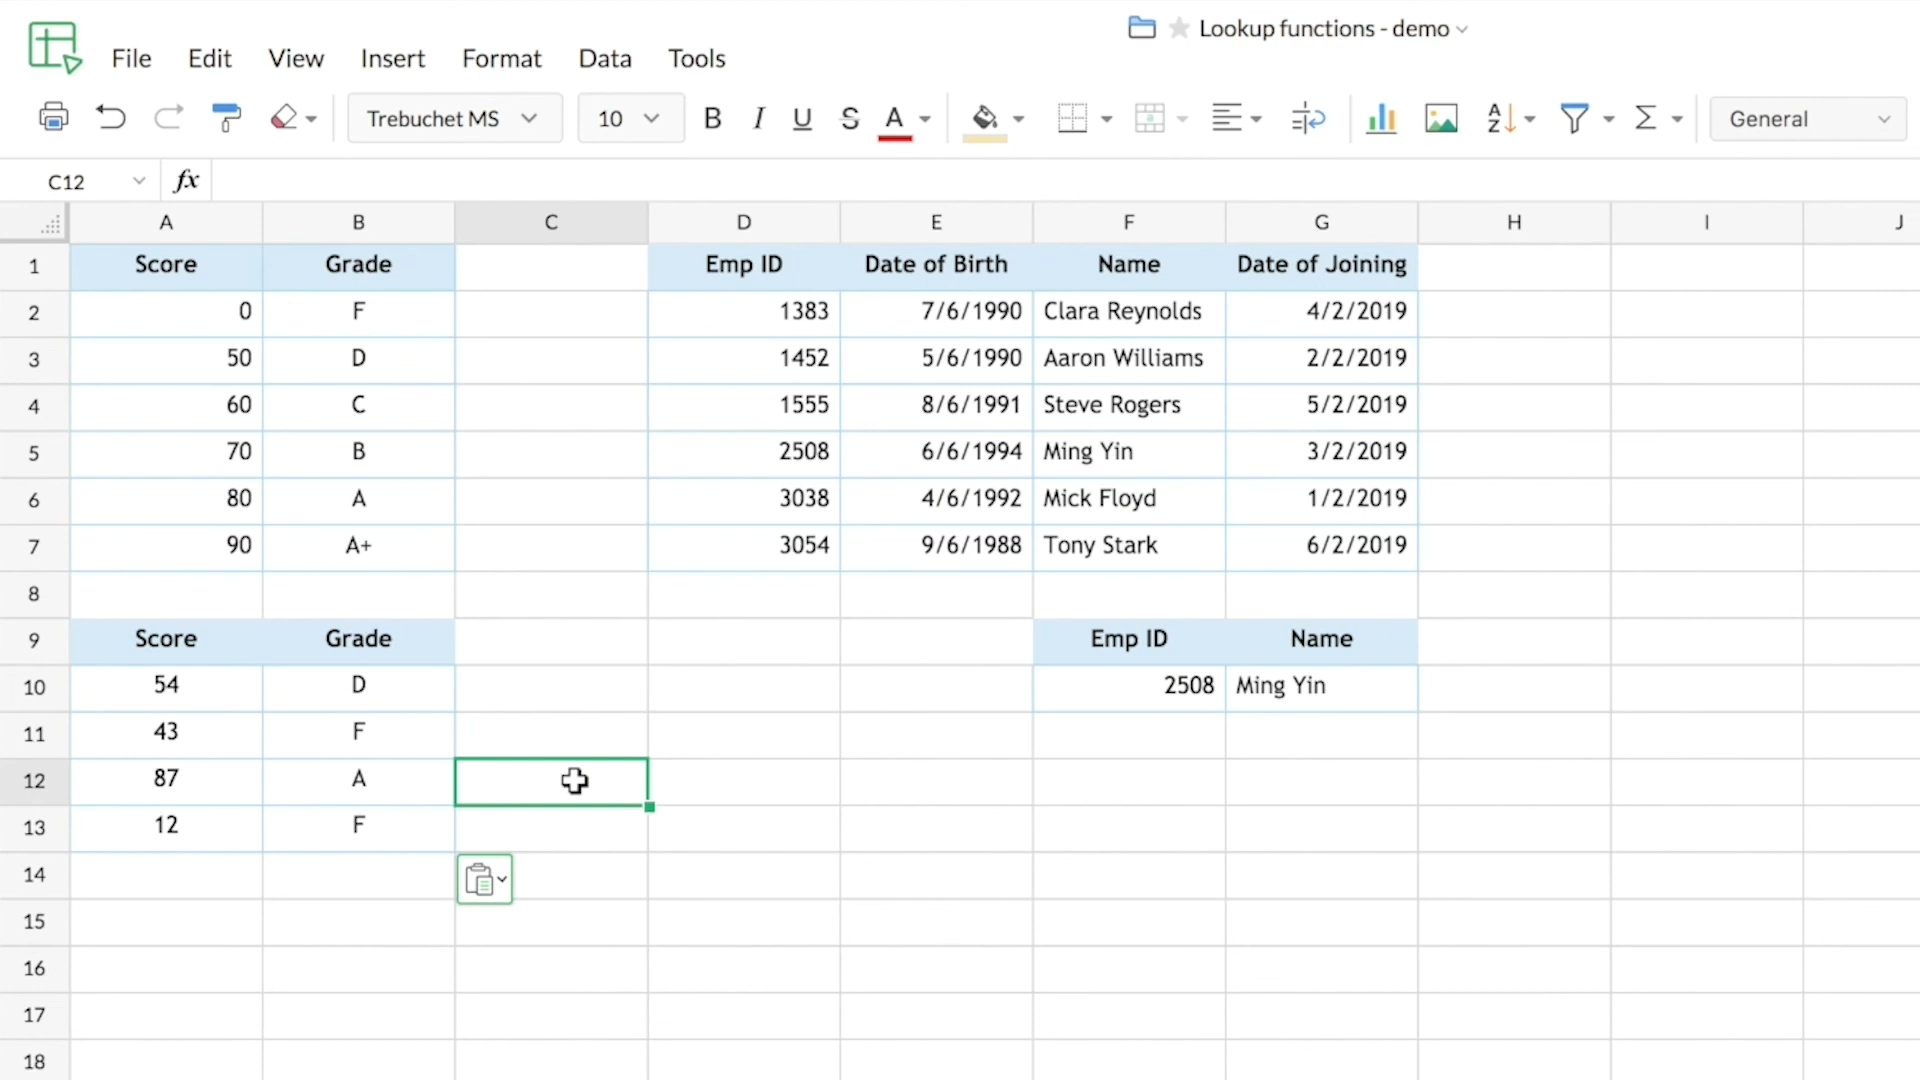 Lookup functions - demo
File Edit View Insert Format Data Tools
Trebuchet MS 10 B I U S A A Z Σ General
C12 fx
A B C D E F G H I J
1 Score Grade Emp ID Date of Birth Name Date of Joining
2 0 F 1383 7/6/1990 Clara Reynolds 4/2/2019
3 50 D 1452 5/6/1990 Aaron Williams 2/2/2019
4 60 C 1555 8/6/1991 Steve Rogers 5/2/2019
5 70 B 2508 6/6/1994 Ming Yin 3/2/2019
6 80 A 3038 4/6/1992 Mick Floyd 1/2/2019
7 90 A+ 3054 9/6/1988 Tony Stark 6/2/2019
8
9 Score Grade Emp ID Name
10 54 D 2508 Ming Yin
11 43 F
12 87 A
13 12 F
14
15
16
17
18